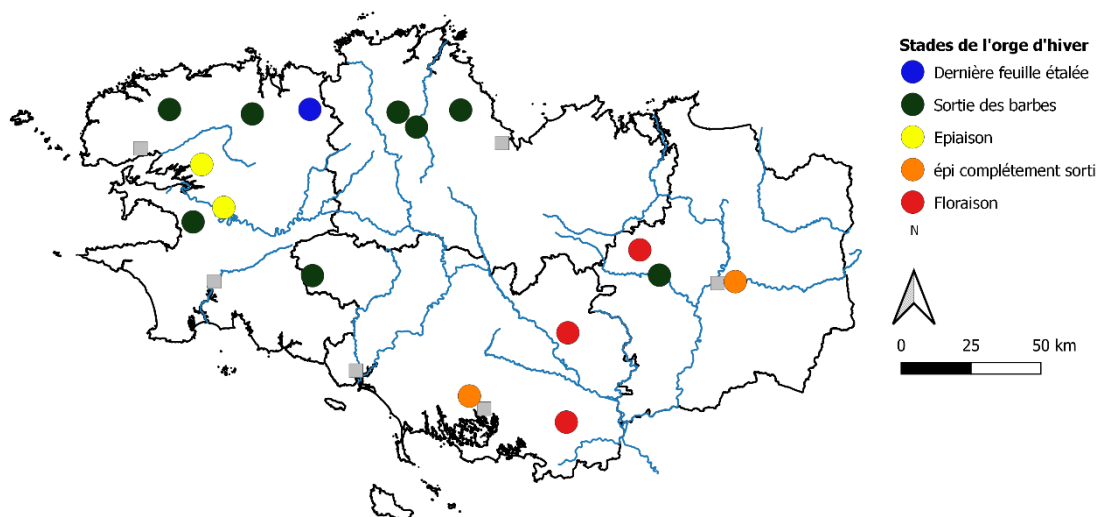 Stades de l'orge d'hiver
Dernière feuille étalée
Sortie des barbes
Epiaison
épi complétement sorti
Floraison
N
0 25 50 km